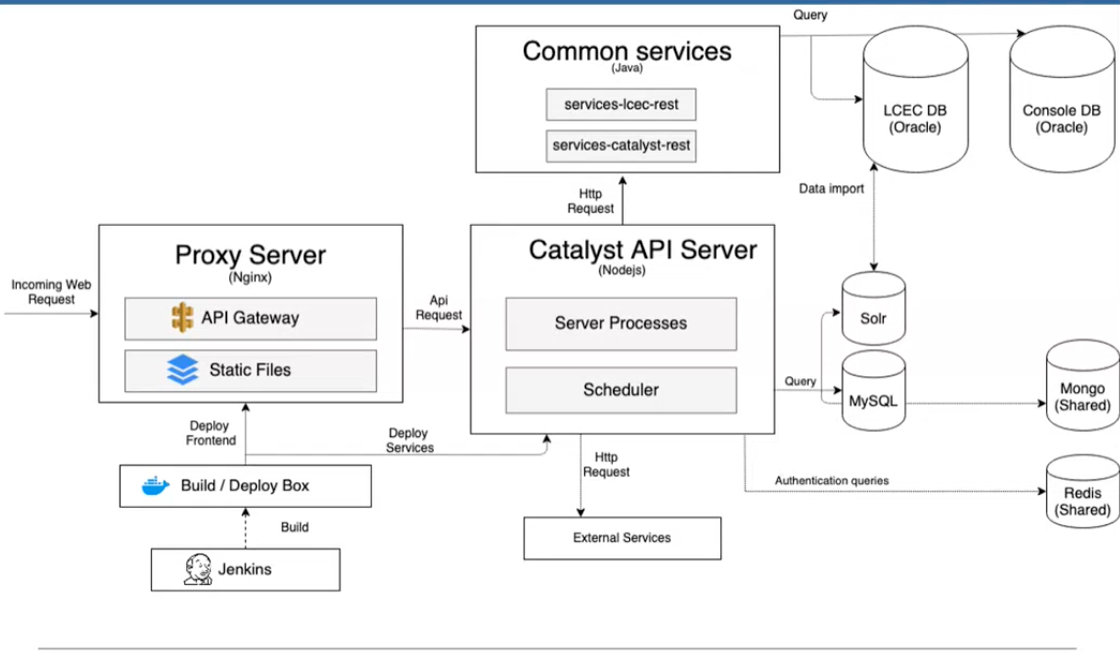 Query
Common services
(Java)
services-lcec-rest
services-catalyst-rest
LCEC DB
(Oracle)
Console DB
(Oracle)
Data import
Http
Request
Proxy Server
(Nginx)
API Gateway
Static Files
Incoming Web
Request
Api
Request
Catalyst API Server
(Nodejs)
Server Processes
Scheduler
Solr
Query
MySQL
Mongo
(Shared)
Deploy
Frontend
Deploy
Services
Http
Request
Authentication queries
Redis
(Shared)
Build / Deploy Box
Build
External Services
Jenkins